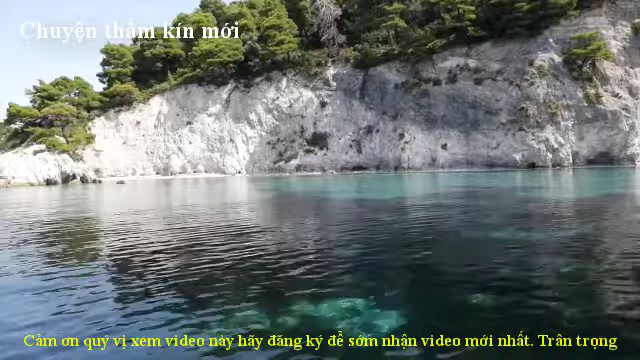 Chuyện thầm kín mới
Cảm ơn quý vị xem video này hãy đăng ký để sớm nhận video mới nhất. Trân trọng